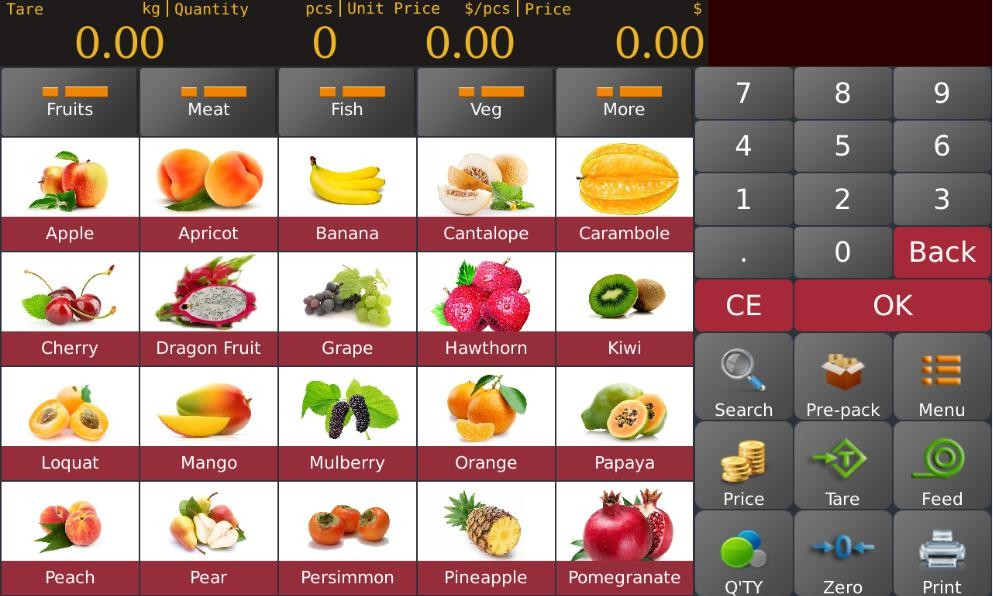 Tare kg Quantity pcs Unit Price $/pcs Price $
0.00 0 0.00 0.00
Fruits Meat Fish Veg More
7 8 9
4 5 6
Apple Apricot Banana Cantalope Carambole
1 2 3
. 0 Back
CE OK
Cherry Dragon Fruit Grape Hawthorn Kiwi
Search Pre-pack Menu
Loquat Mango Mulberry Orange Papaya
Price Tare Feed
Peach Pear Persimmon Pineapple Pomegranate
Q'TY Zero Print